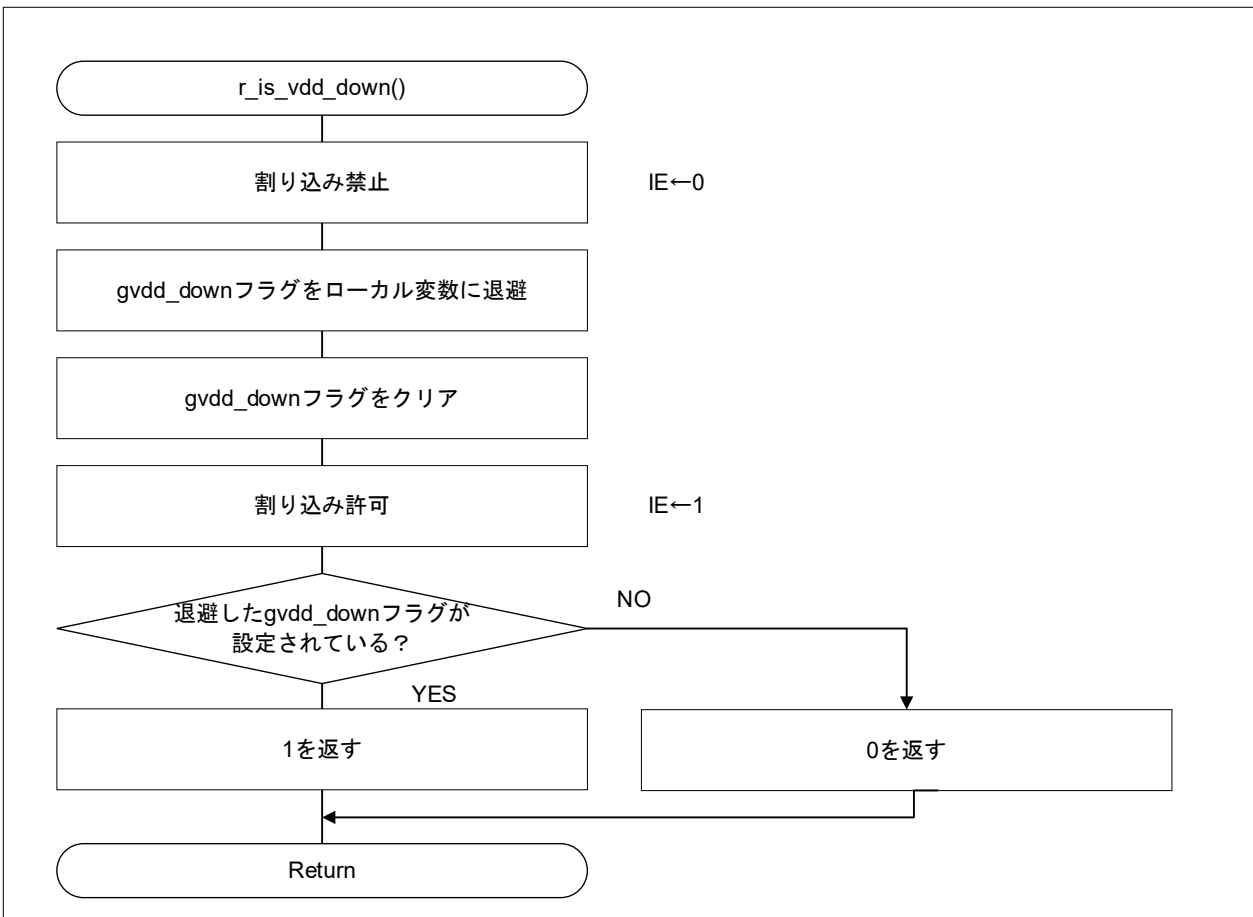 r_is_vdd_down()
割り込み禁止
IE←0
gvdd_downフラグをローカル変数に退避
gvdd_downフラグをクリア
割り込み許可
IE←1
退避したgvdd_downフラグが
設定されている？
NO
YES
1を返す
0を返す
Return